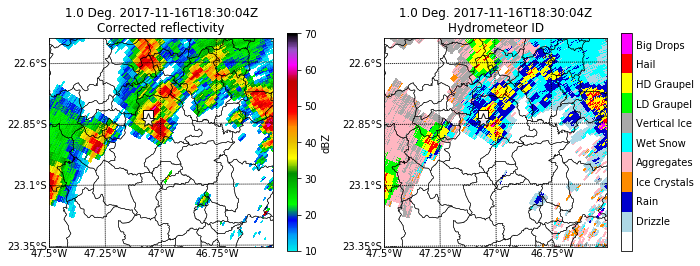 1.0 Deg. 2017-11-16T18:30:04Z
Corrected reflectivity
22.6°S
22.85°S
23.1°S
23.35°S
47.5°W
47.25°W
47°W
46.75°W
70
60
50
40
30
20
10
dBZ
1.0 Deg. 2017-11-16T18:30:04Z
Hydrometeor ID
22.6°S
22.85°S
23.1°S
23.35°S
47.5°W
47.25°W
47°W
46.75°W
Big Drops
Hail
HD Graupel
LD Graupel
Vertical Ice
Wet Snow
Aggregates
Ice Crystals
Rain
Drizzle